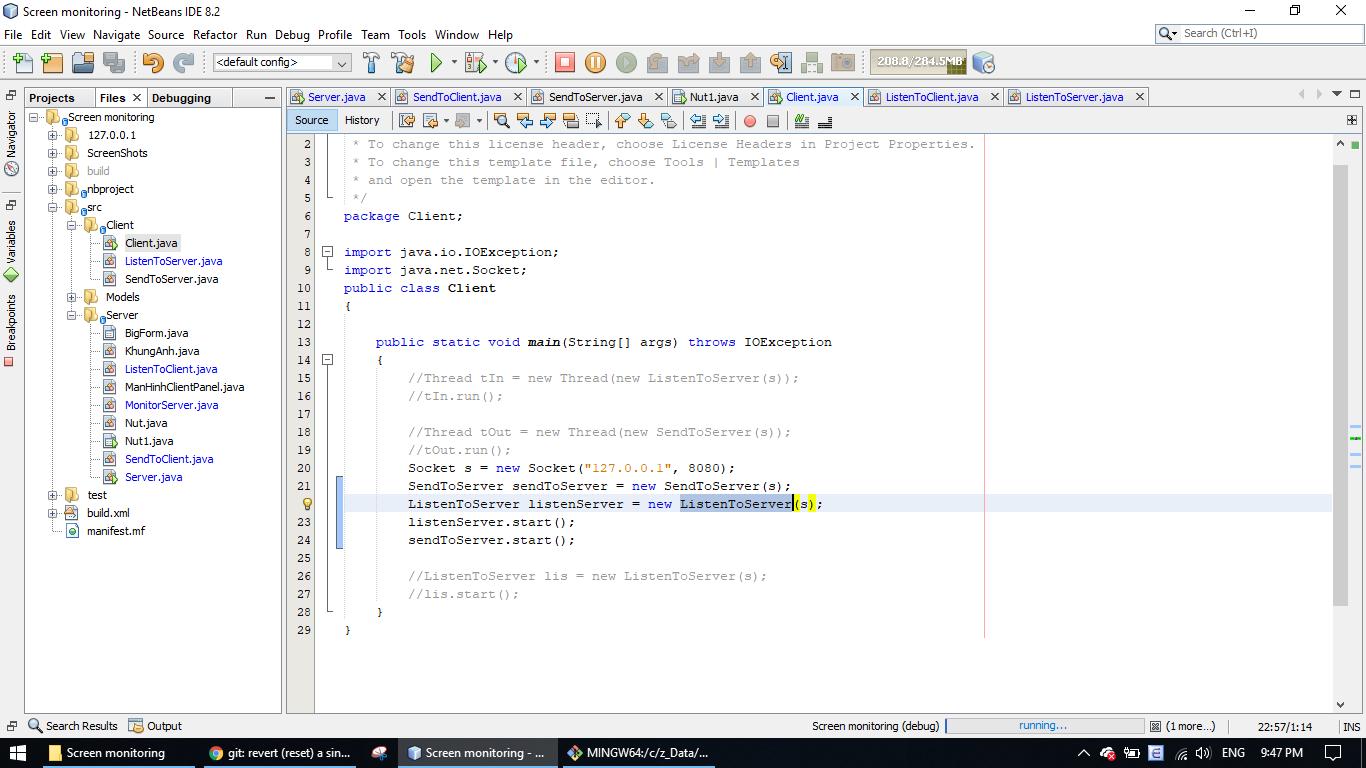 Screen monitoring - NetBeans IDE 8.2
File Edit View Navigate Source Refactor Run Debug Profile Team Tools Window Help
Search (Ctrl+I)
<default config>
208.8/284.5MB
Projects Files Debugging
Server.java SendToClient.java SendToServer.java Nut1.java Client.java ListenToClient.java ListenToServer.java
Source History
Navigator
Variables
Breakpoints
Screen monitoring
127.0.0.1
ScreenShots
build
nbproject
src
Client
Client.java
ListenToServer.java
SendToServer.java
Models
Server
BigForm.java
KhungAnh.java
ListenToClient.java
ManHinhClientPanel.java
MonitorServer.java
Nut.java
Nut1.java
SendToClient.java
Server.java
test
build.xml
manifest.mf
2 * To change this license header, choose License Headers in Project Properties.
3 * To change this template file, choose Tools | Templates
4 * and open the template in the editor.
5 */
6 package Client;
7
8 import java.io.IOException;
9 import java.net.Socket;
10 public class Client
11 {
12
13 public static void main(String[] args) throws IOException
14 {
15 //Thread tIn = new Thread(new ListenToServer(s));
16 //tIn.run();
17
18 //Thread tOut = new Thread(new SendToServer(s));
19 //tOut.run();
20 Socket s = new Socket("127.0.0.1", 8080);
21 SendToServer sendToServer = new SendToServer(s);
ListenToServer listenServer = new ListenToServer(s);
23 listenServer.start();
24 sendToServer.start();
25
26 //ListenToServer lis = new ListenToServer(s);
27 //lis.start();
28 }
29 }
Search Results Output
Screen monitoring (debug) running... (1 more...) 22:57/1:14 INS
Screen monitoring git: revert (reset) a sin... Screen monitoring - ... MINGW64:/c/z_Data/... ENG 9:47 PM